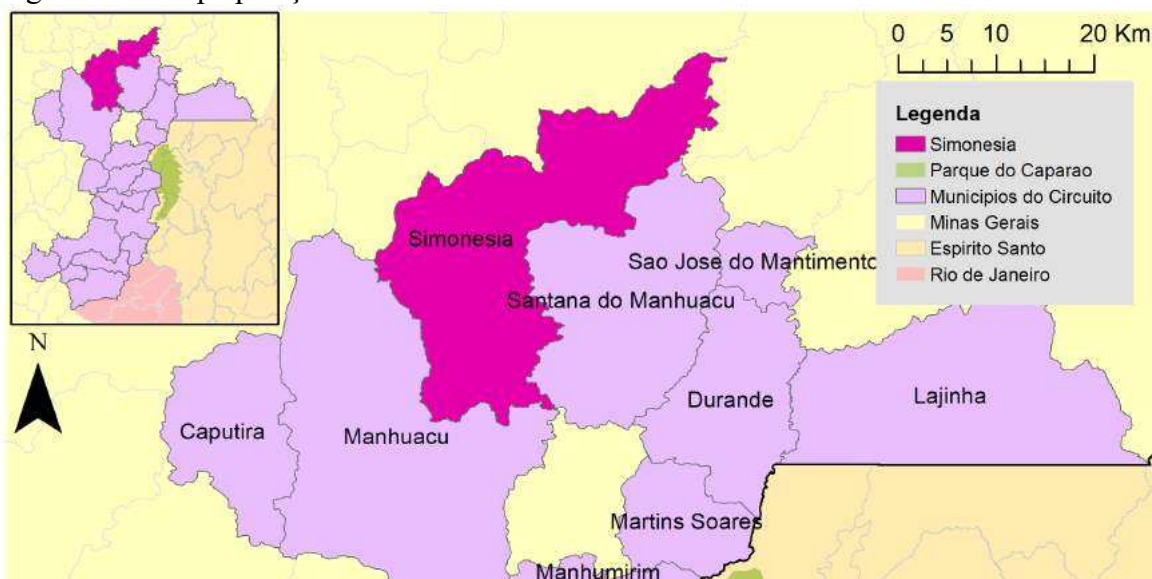 0 5 10 20 Km
Legenda
Simonesia
Parque do Caparao
Municipios do Circuito
Minas Gerais
Espirito Santo
Rio de Janeiro
Simonesia
Sao Jose do Mantimento
Santana do Manhuacu
N
Durande
Lajinha
Caputira
Manhuacu
Martins Soares
Manhumirim